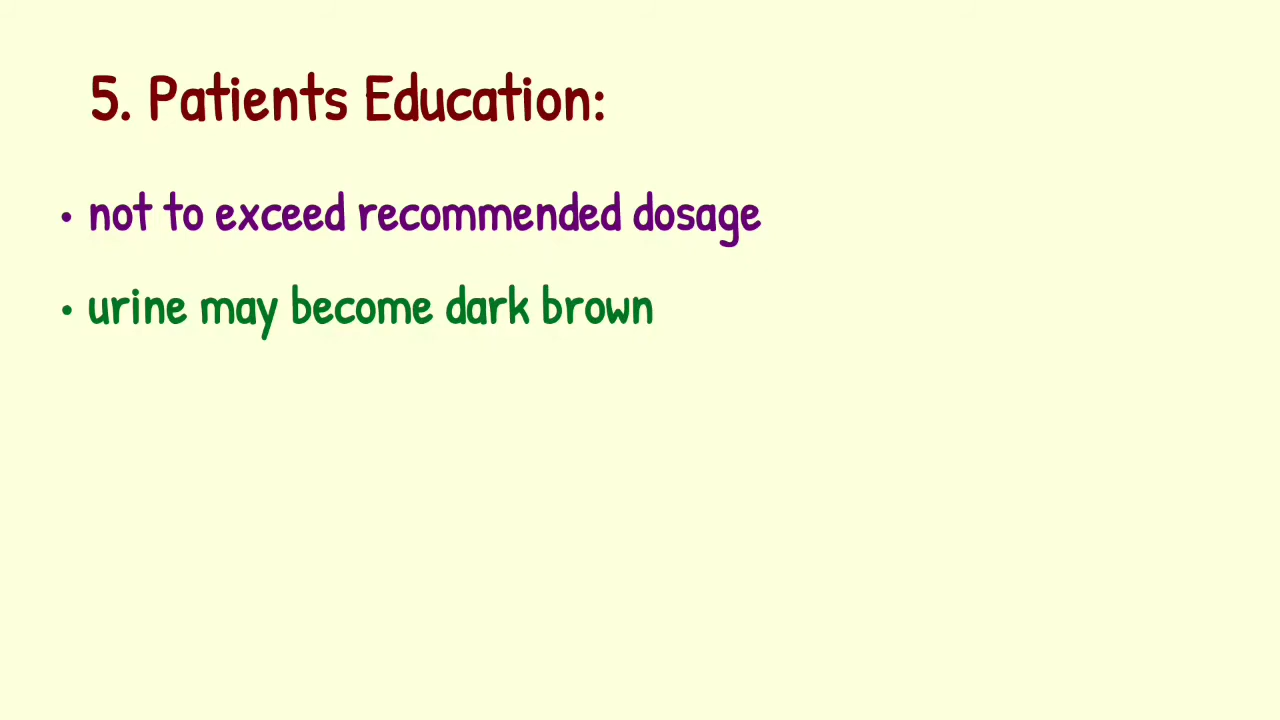 5. Patients Education:
• not to exceed recommended dosage
• urine may become dark brown